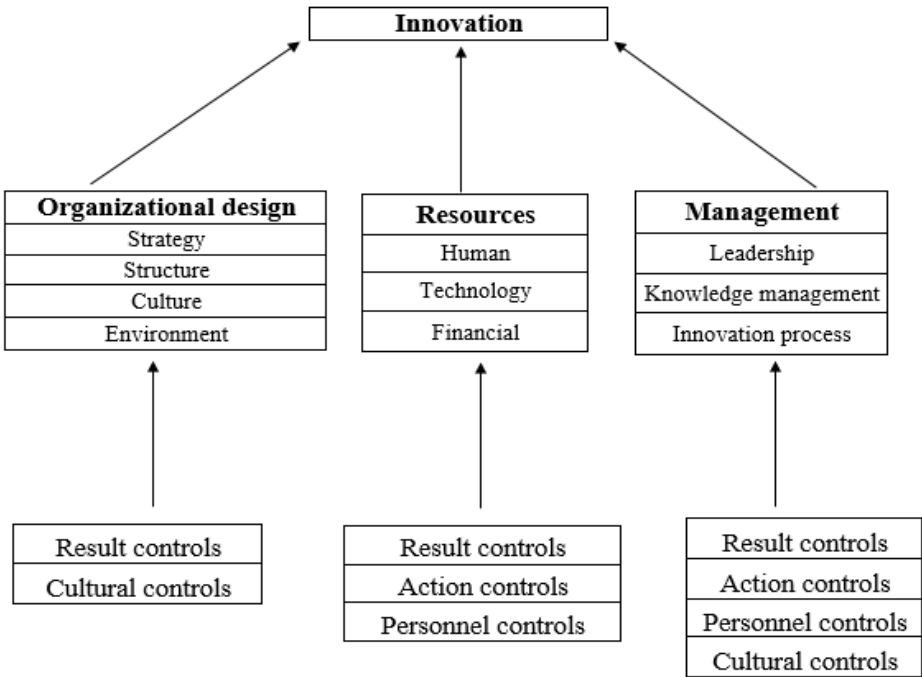 Innovation
Organizational design
Strategy
Structure
Culture
Environment
Resources
Human
Technology
Financial
Management
Leadership
Knowledge management
Innovation process
Result controls
Cultural controls
Result controls
Action controls
Personnel controls
Result controls
Action controls
Personnel controls
Cultural controls